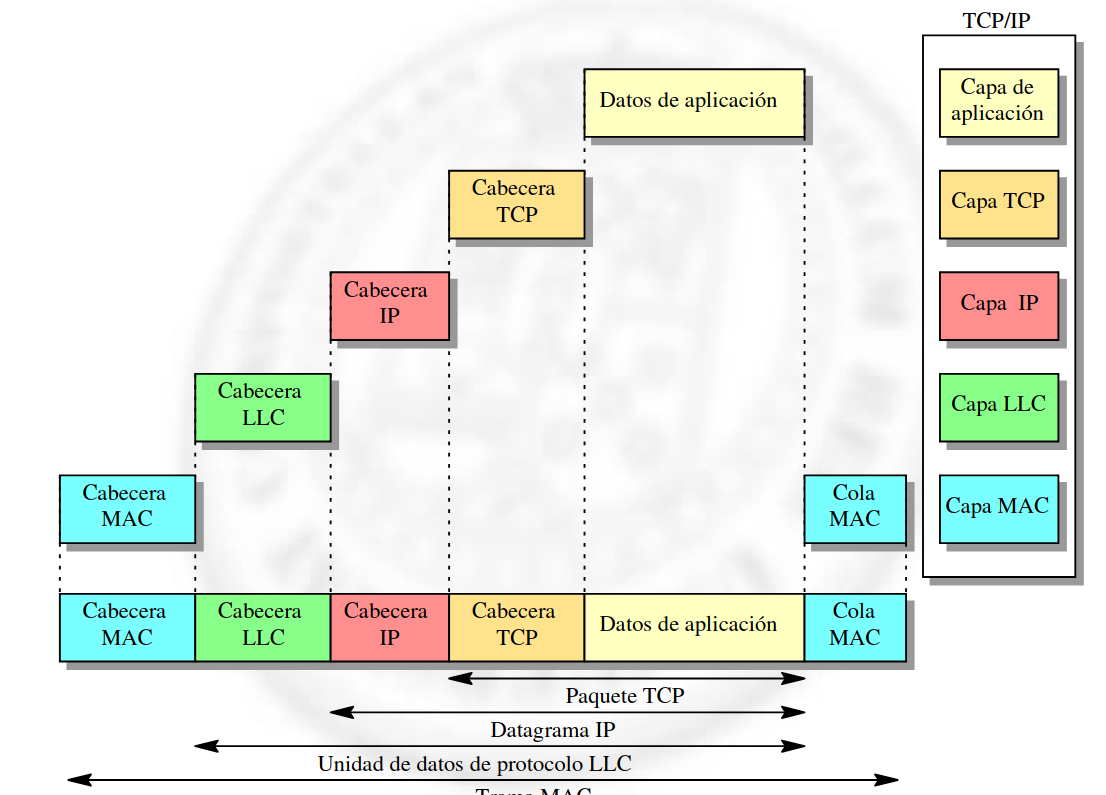 TCP/IP
Datos de aplicación
Capa de
aplicación
Cabecera
TCP
Capa TCP
Cabecera
IP
Capa IP
Cabecera
LLC
Capa LLC
Cabecera
MAC
Cola
MAC
Capa MAC
Cabecera
MAC
Cabecera
LLC
Cabecera
IP
Cabecera
TCP
Datos de aplicación
Cola
MAC
Paquete TCP
Datagrama IP
Unidad de datos de protocolo LLC
Trama MAC